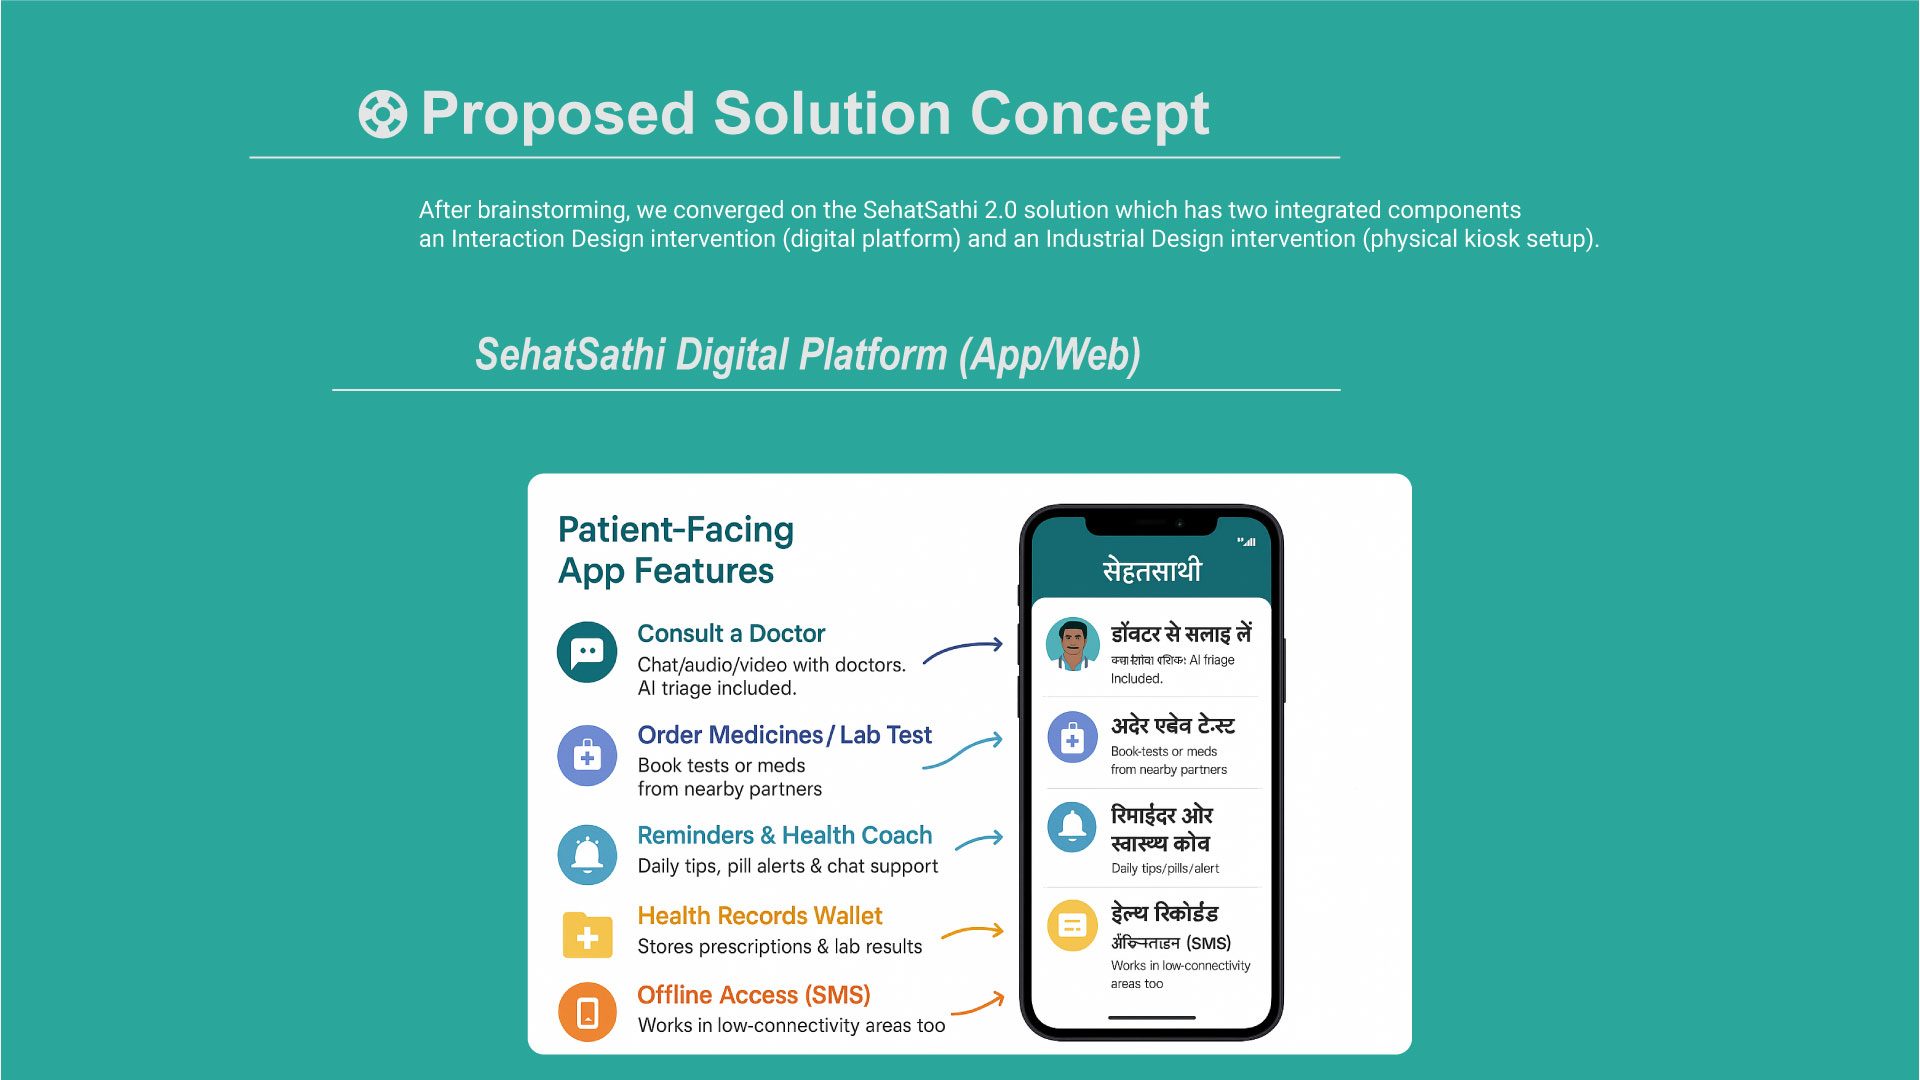 Proposed Solution Concept
After brainstorming, we converged on the SehatSathi 2.0 solution which has two integrated components
an Interaction Design intervention (digital platform) and an Industrial Design intervention (physical kiosk setup).
SehatSathi Digital Platform (App/Web)
Patient-Facing
App Features
Consult a Doctor
Chat/audio/video with doctors.
AI triage included.
Order Medicines / Lab Test
Book tests or meds
from nearby partners
Reminders & Health Coach
Daily tips, pill alerts & chat support
Health Records Wallet
Stores prescriptions & lab results
Offline Access (SMS)
Works in low-connectivity areas too
सेहतसाथी
डॉवटर से सलाइ लें
AI friage
Included.
अदेर एबेव टेस्ट
Book-tests or meds
from nearby partners
रिमाईदर ओर
स्वास्थ्य कोव
Daily tips/pills/alert
इेल्थ रिकोर्डड
(SMS)
Works in low-connectivity
areas too